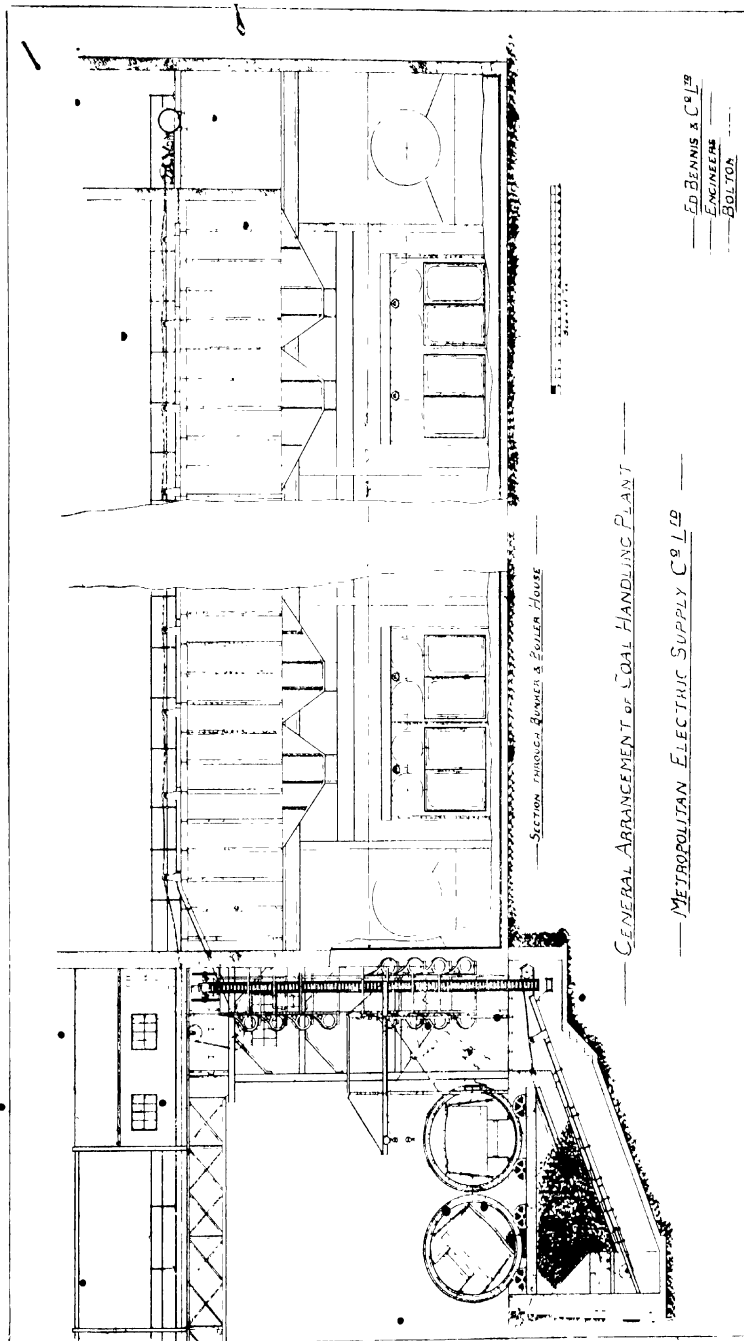 SECTION THROUGH BUNKER & BOILER HOUSE
GENERAL ARRANGEMENT OF COAL HANDLING PLANT
METROPOLITAN ELECTRIC SUPPLY Cº Lᵀᴰ
ED BENNIS & Cº Lᵀᴰ
ENGINEERS
BOLTON